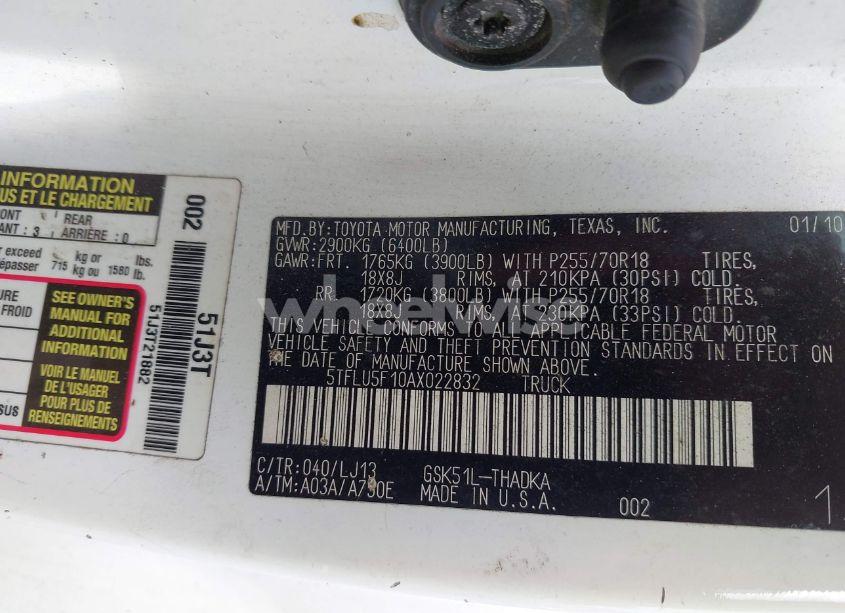 INFORMATION
US ET LE CHARGEMENT
ONT REAR
ANT : 3 ARRIÈRE : 0
er exceed kg or lbs.
épasser 715 kg ou 1580 lb.
URE
FROID
SEE OWNER'S
MANUAL FOR
ADDITIONAL
INFORMATION
VOIR LE MANUEL
DE L'USAGER
POUR PLUS DE
RENSEIGNEMENTS
SUS
002
51J3T
51J3T21882
MFD.BY:TOYOTA MOTOR MANUFACTURING, TEXAS, INC. 01/10
GVWR:2900KG (6400LB)
GAWR:FRT. 1765KG (3900LB) WITH P255/70R18 TIRES,
18X8J RIMS, AT 210KPA (30PSI) COLD.
RR. 1720KG (3800LB) WITH P255/70R18 TIRES,
18X8J RIMS, AT 230KPA (33PSI) COLD.
THIS VEHICLE CONFORMS TO ALL APPLICABLE FEDERAL MOTOR
VEHICLE SAFETY AND THEFT PREVENTION STANDARDS IN EFFECT ON
THE DATE OF MANUFACTURE SHOWN ABOVE.
5TFLU5F10AX022832 TRUCK
C/TR:040/LJ13 GSK51L-THADKA
A/TM:A03A/A750E MADE IN U.S.A. 002 1
wheelwise